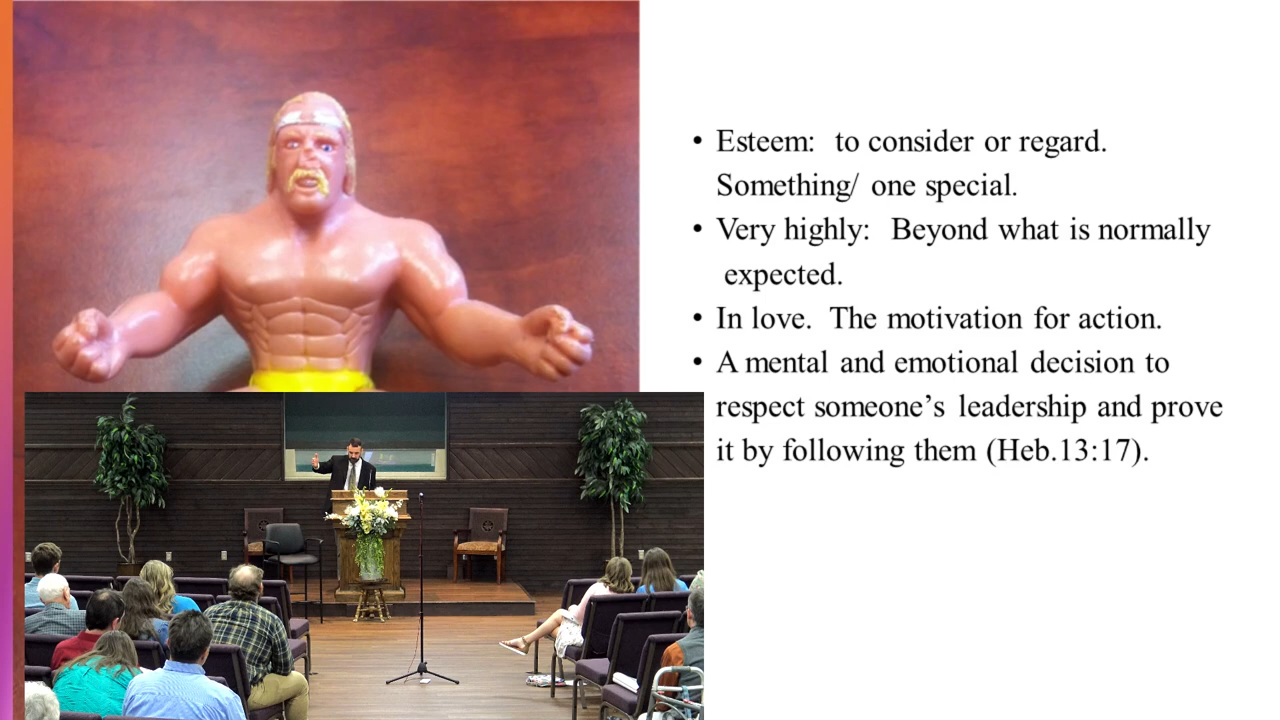 • Esteem: to consider or regard.
Something/ one special.
• Very highly: Beyond what is normally
expected.
• In love. The motivation for action.
• A mental and emotional decision to
respect someone’s leadership and prove
it by following them (Heb.13:17).